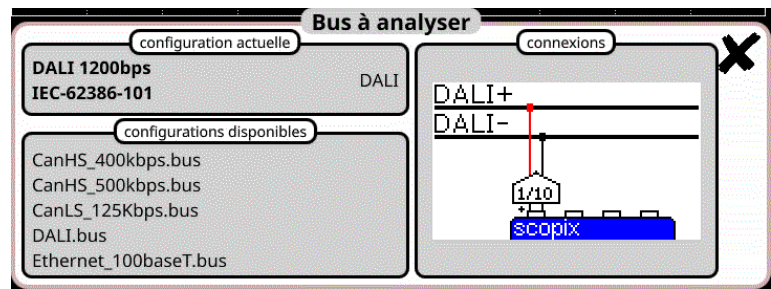 Bus à analyser
configuration actuelle
DALI 1200bps
IEC-62386-101
DALI
configurations disponibles
CanHS_400kbps.bus
CanHS_500kbps.bus
CanLS_125Kbps.bus
DALI.bus
Ethernet_100baseT.bus
connexions
DALI+
DALI-
1/10
+
scopix